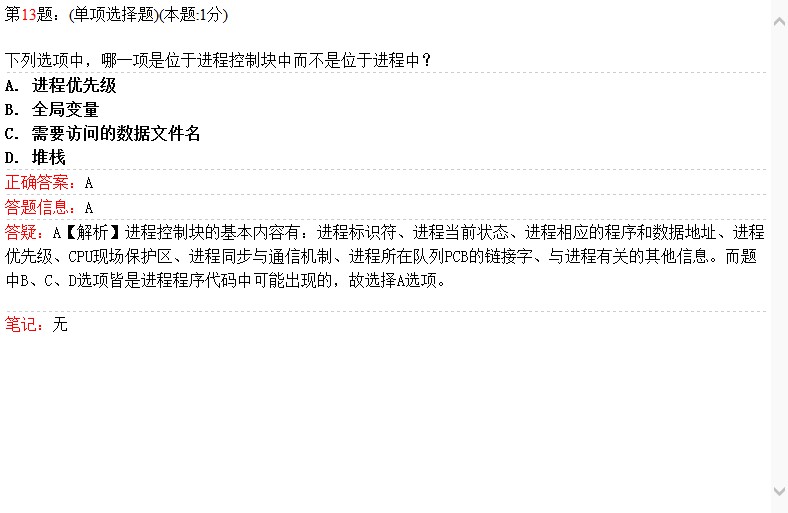 第13题: (单项选择题)(本题:1分)
下列选项中，哪一项是位于进程控制块中而不是位于进程中？
A. 进程优先级
B. 全局变量
C. 需要访问的数据文件名
D. 堆栈
正确答案: A
答题信息: A
答疑: A【解析】进程控制块的基本内容有：进程标识符、进程当前状态、进程相应的程序和数据地址、进程
优先级、CPU现场保护区、进程同步与通信机制、进程所在队列PCB的链接字、与进程有关的其他信息。而题
中B、C、D选项皆是进程程序代码中可能出现的，故选择A选项。
笔记: 无